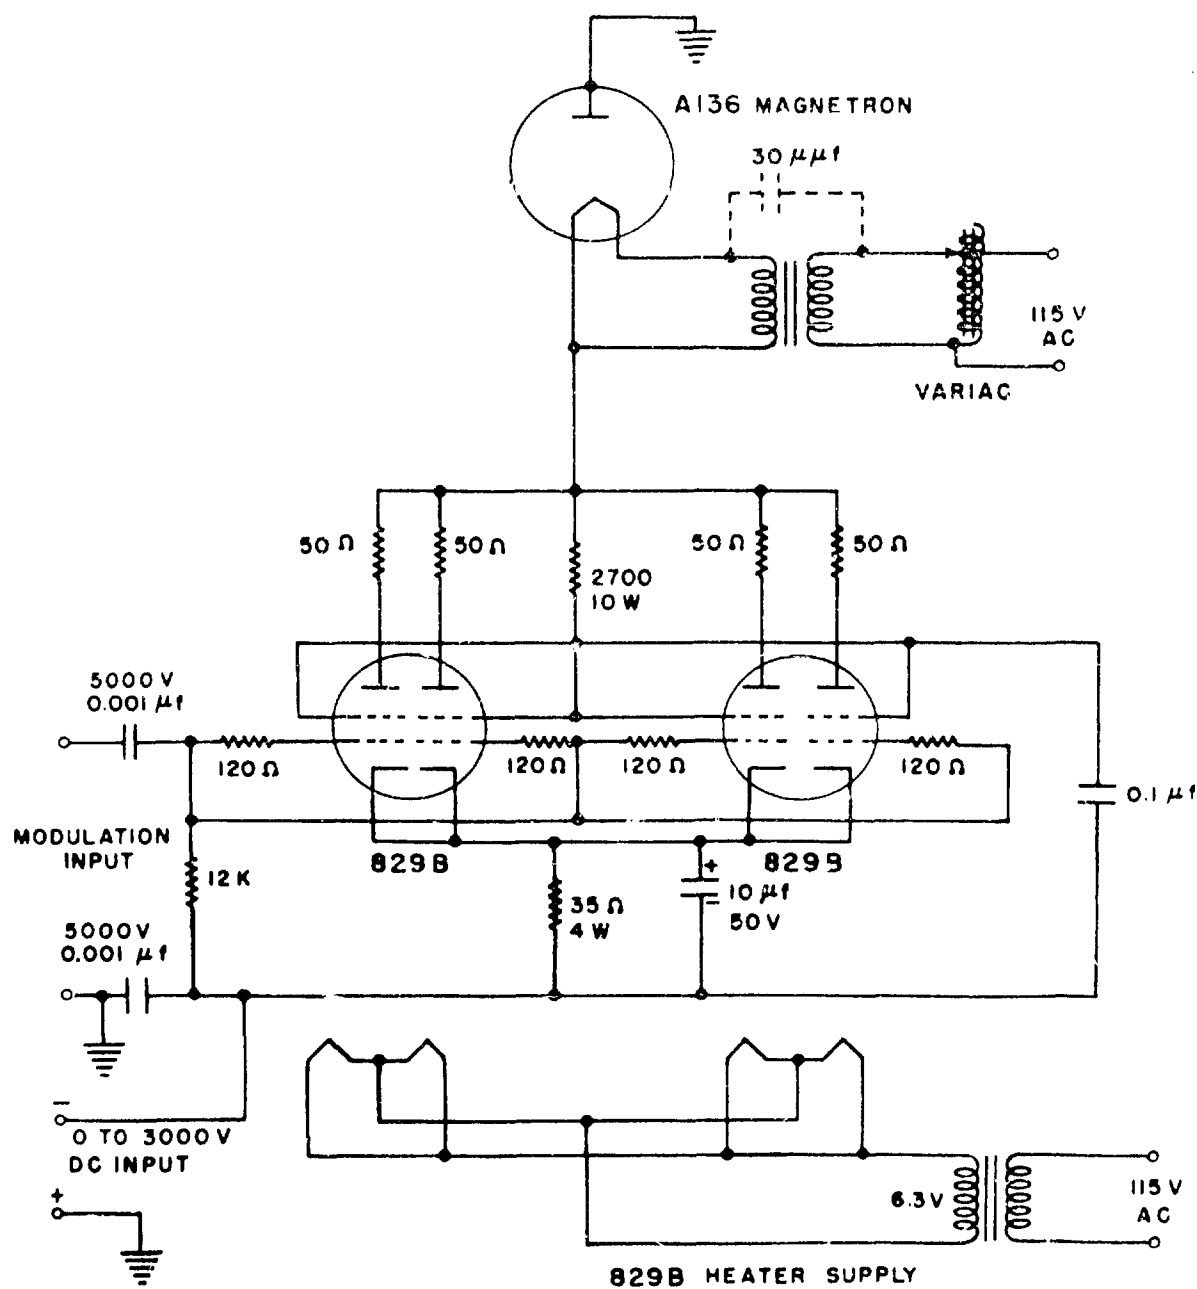 A136 MAGNETRON
30 μμf
115 V
AC
VARIAC
50 Ω
50 Ω
50 Ω
50 Ω
2700
10 W
5000 V
0.001 μf
120 Ω
120 Ω
120 Ω
120 Ω
0.1 μf
MODULATION
INPUT
829B
829B
12 K
+
10 μf
50 V
35 Ω
4 W
5000 V
0.001 μf
−
0 TO 3000 V
DC INPUT
+
6.3 V
115 V
AC
829B HEATER SUPPLY